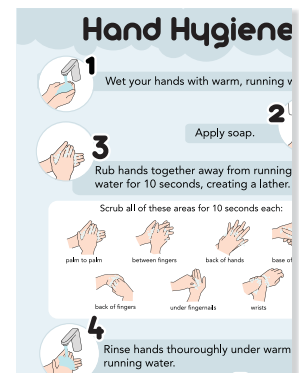 Hand Hygiene
1
Wet your hands with warm, running
2
Apply soap.
3
Rub hands together away from running
water for 10 seconds, creating a lather.
Scrub all of these areas for 10 seconds each:
palm to palm between fingers back of hands base of
back of fingers under fingernails wrists
4
Rinse hands thouroughly under warm
running water.